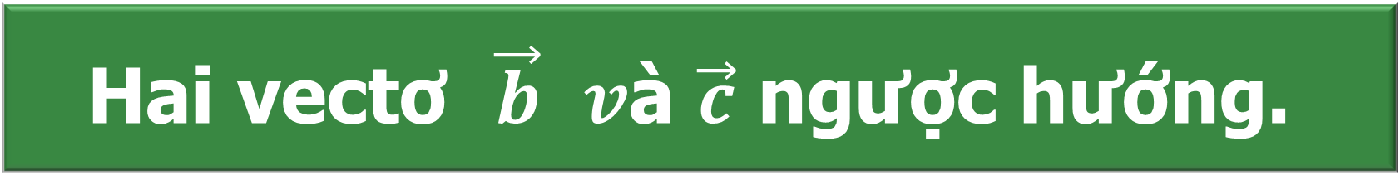 Hai vectơ $\vec{b}$ và $\vec{c}$ ngược hướng.